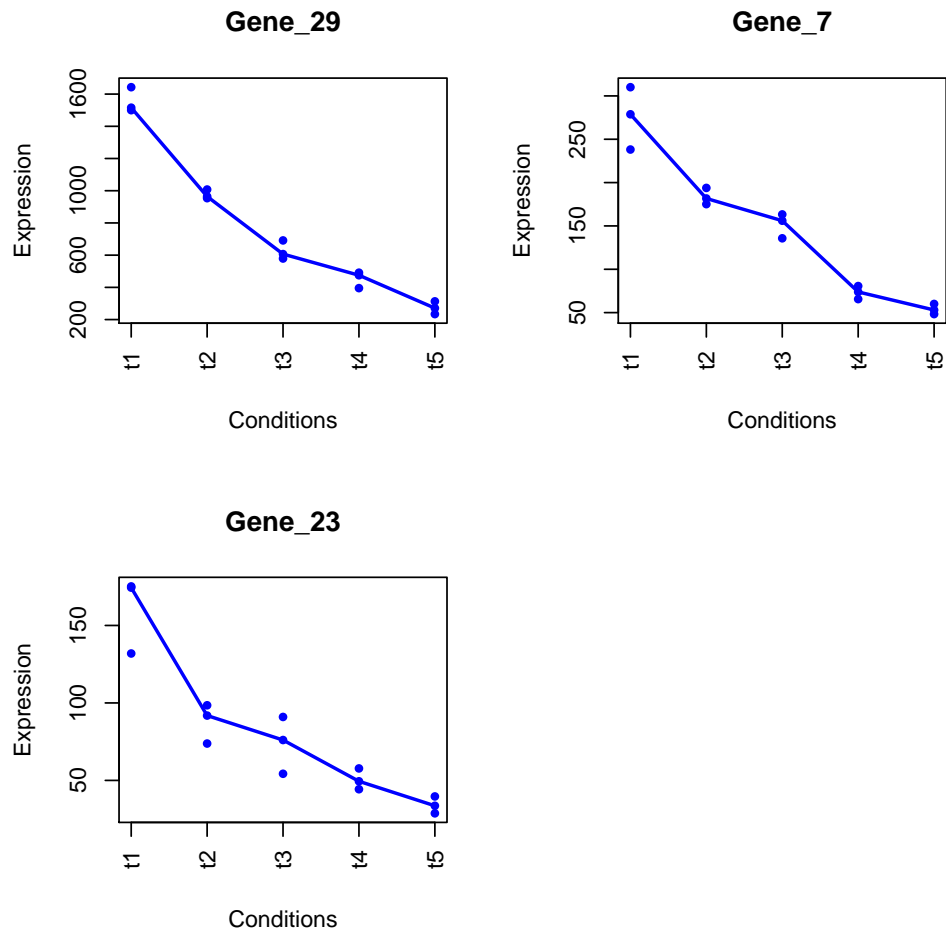 Gene_29
Expression
200
600
1000
1600
t1
t2
t3
t4
t5
Conditions
Gene_7
Expression
50
150
250
t1
t2
t3
t4
t5
Conditions
Gene_23
Expression
50
100
150
t1
t2
t3
t4
t5
Conditions